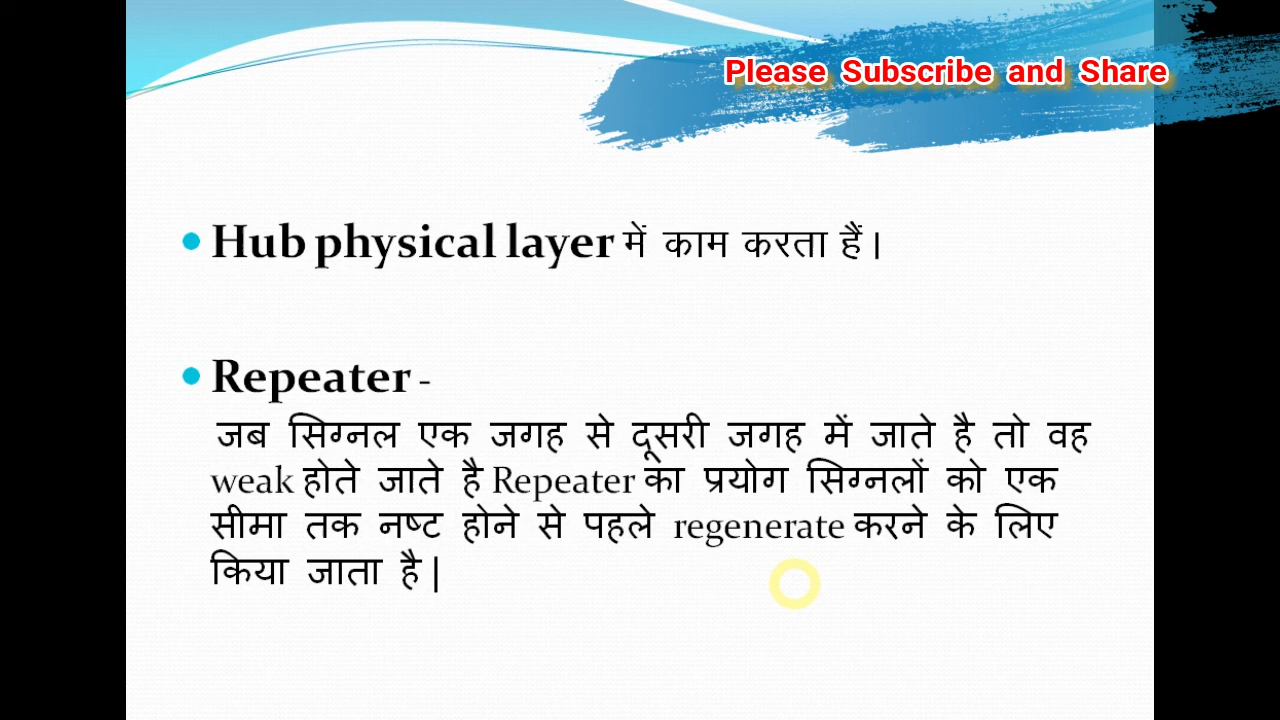 Please Subscribe and Share
Hub physical layer में काम करता हैं।
Repeater -
जब सिग्नल एक जगह से दूसरी जगह में जाते है तो वह
weak होते जाते है Repeater का प्रयोग सिग्नलों को एक
सीमा तक नष्ट होने से पहले regenerate करने के लिए
किया जाता है|